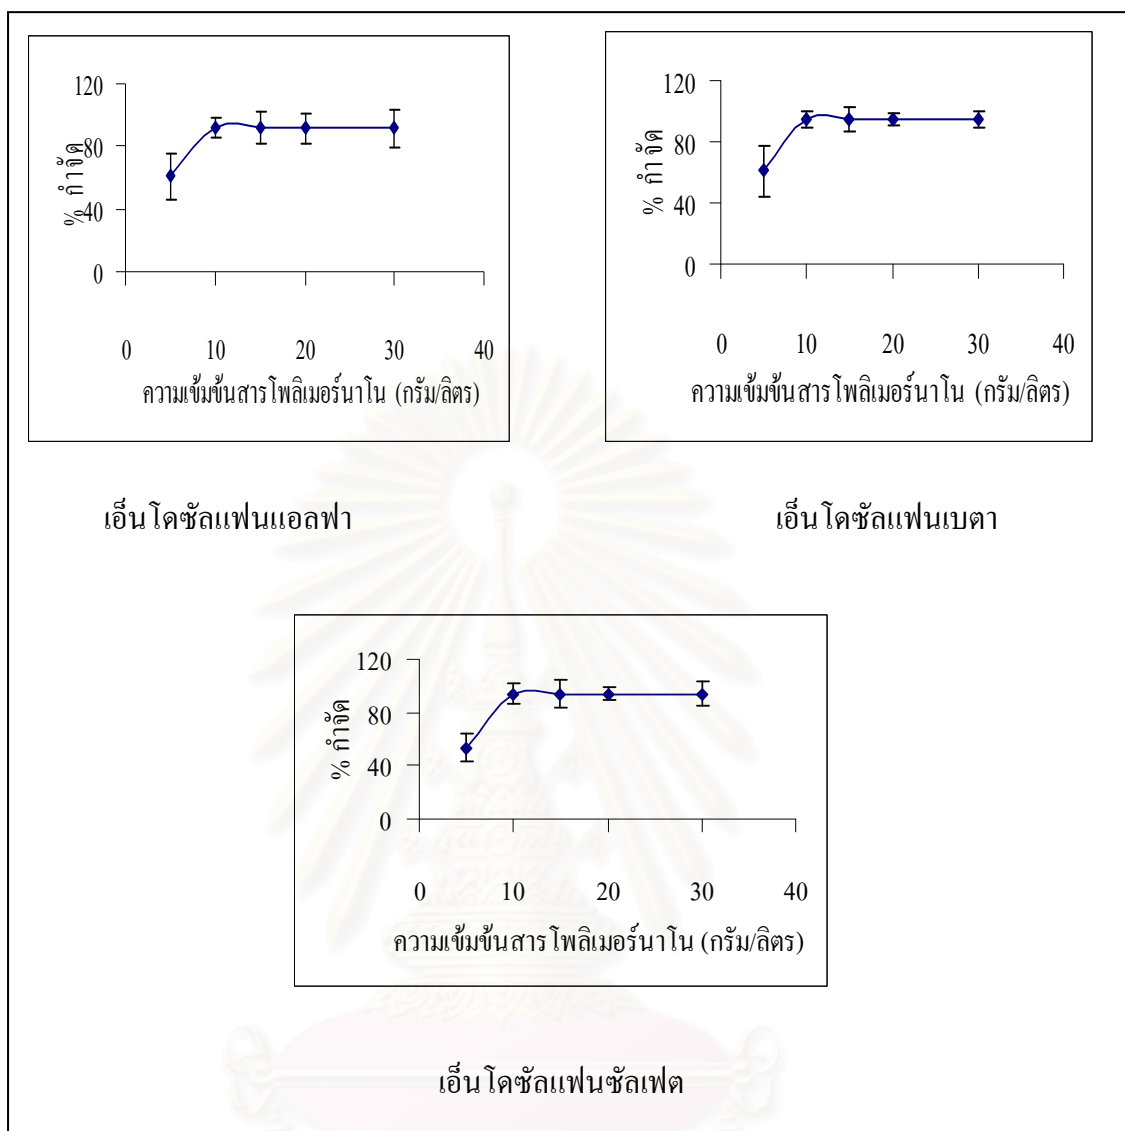 120
80
40
0
% กำจัด
0 10 20 30 40
ความเข้มข้นสารโพลิเมอร์นาโน (กรัม/ลิตร)
เอ็นโดซัลแฟนแอลฟา
120
80
40
0
% กำจัด
0 10 20 30 40
ความเข้มข้นสารโพลิเมอร์นาโน (กรัม/ลิตร)
เอ็นโดซัลแฟนเบตา
120
80
40
0
% กำจัด
0 10 20 30 40
ความเข้มข้นสารโพลิเมอร์นาโน (กรัม/ลิตร)
เอ็นโดซัลแฟนซัลเฟต